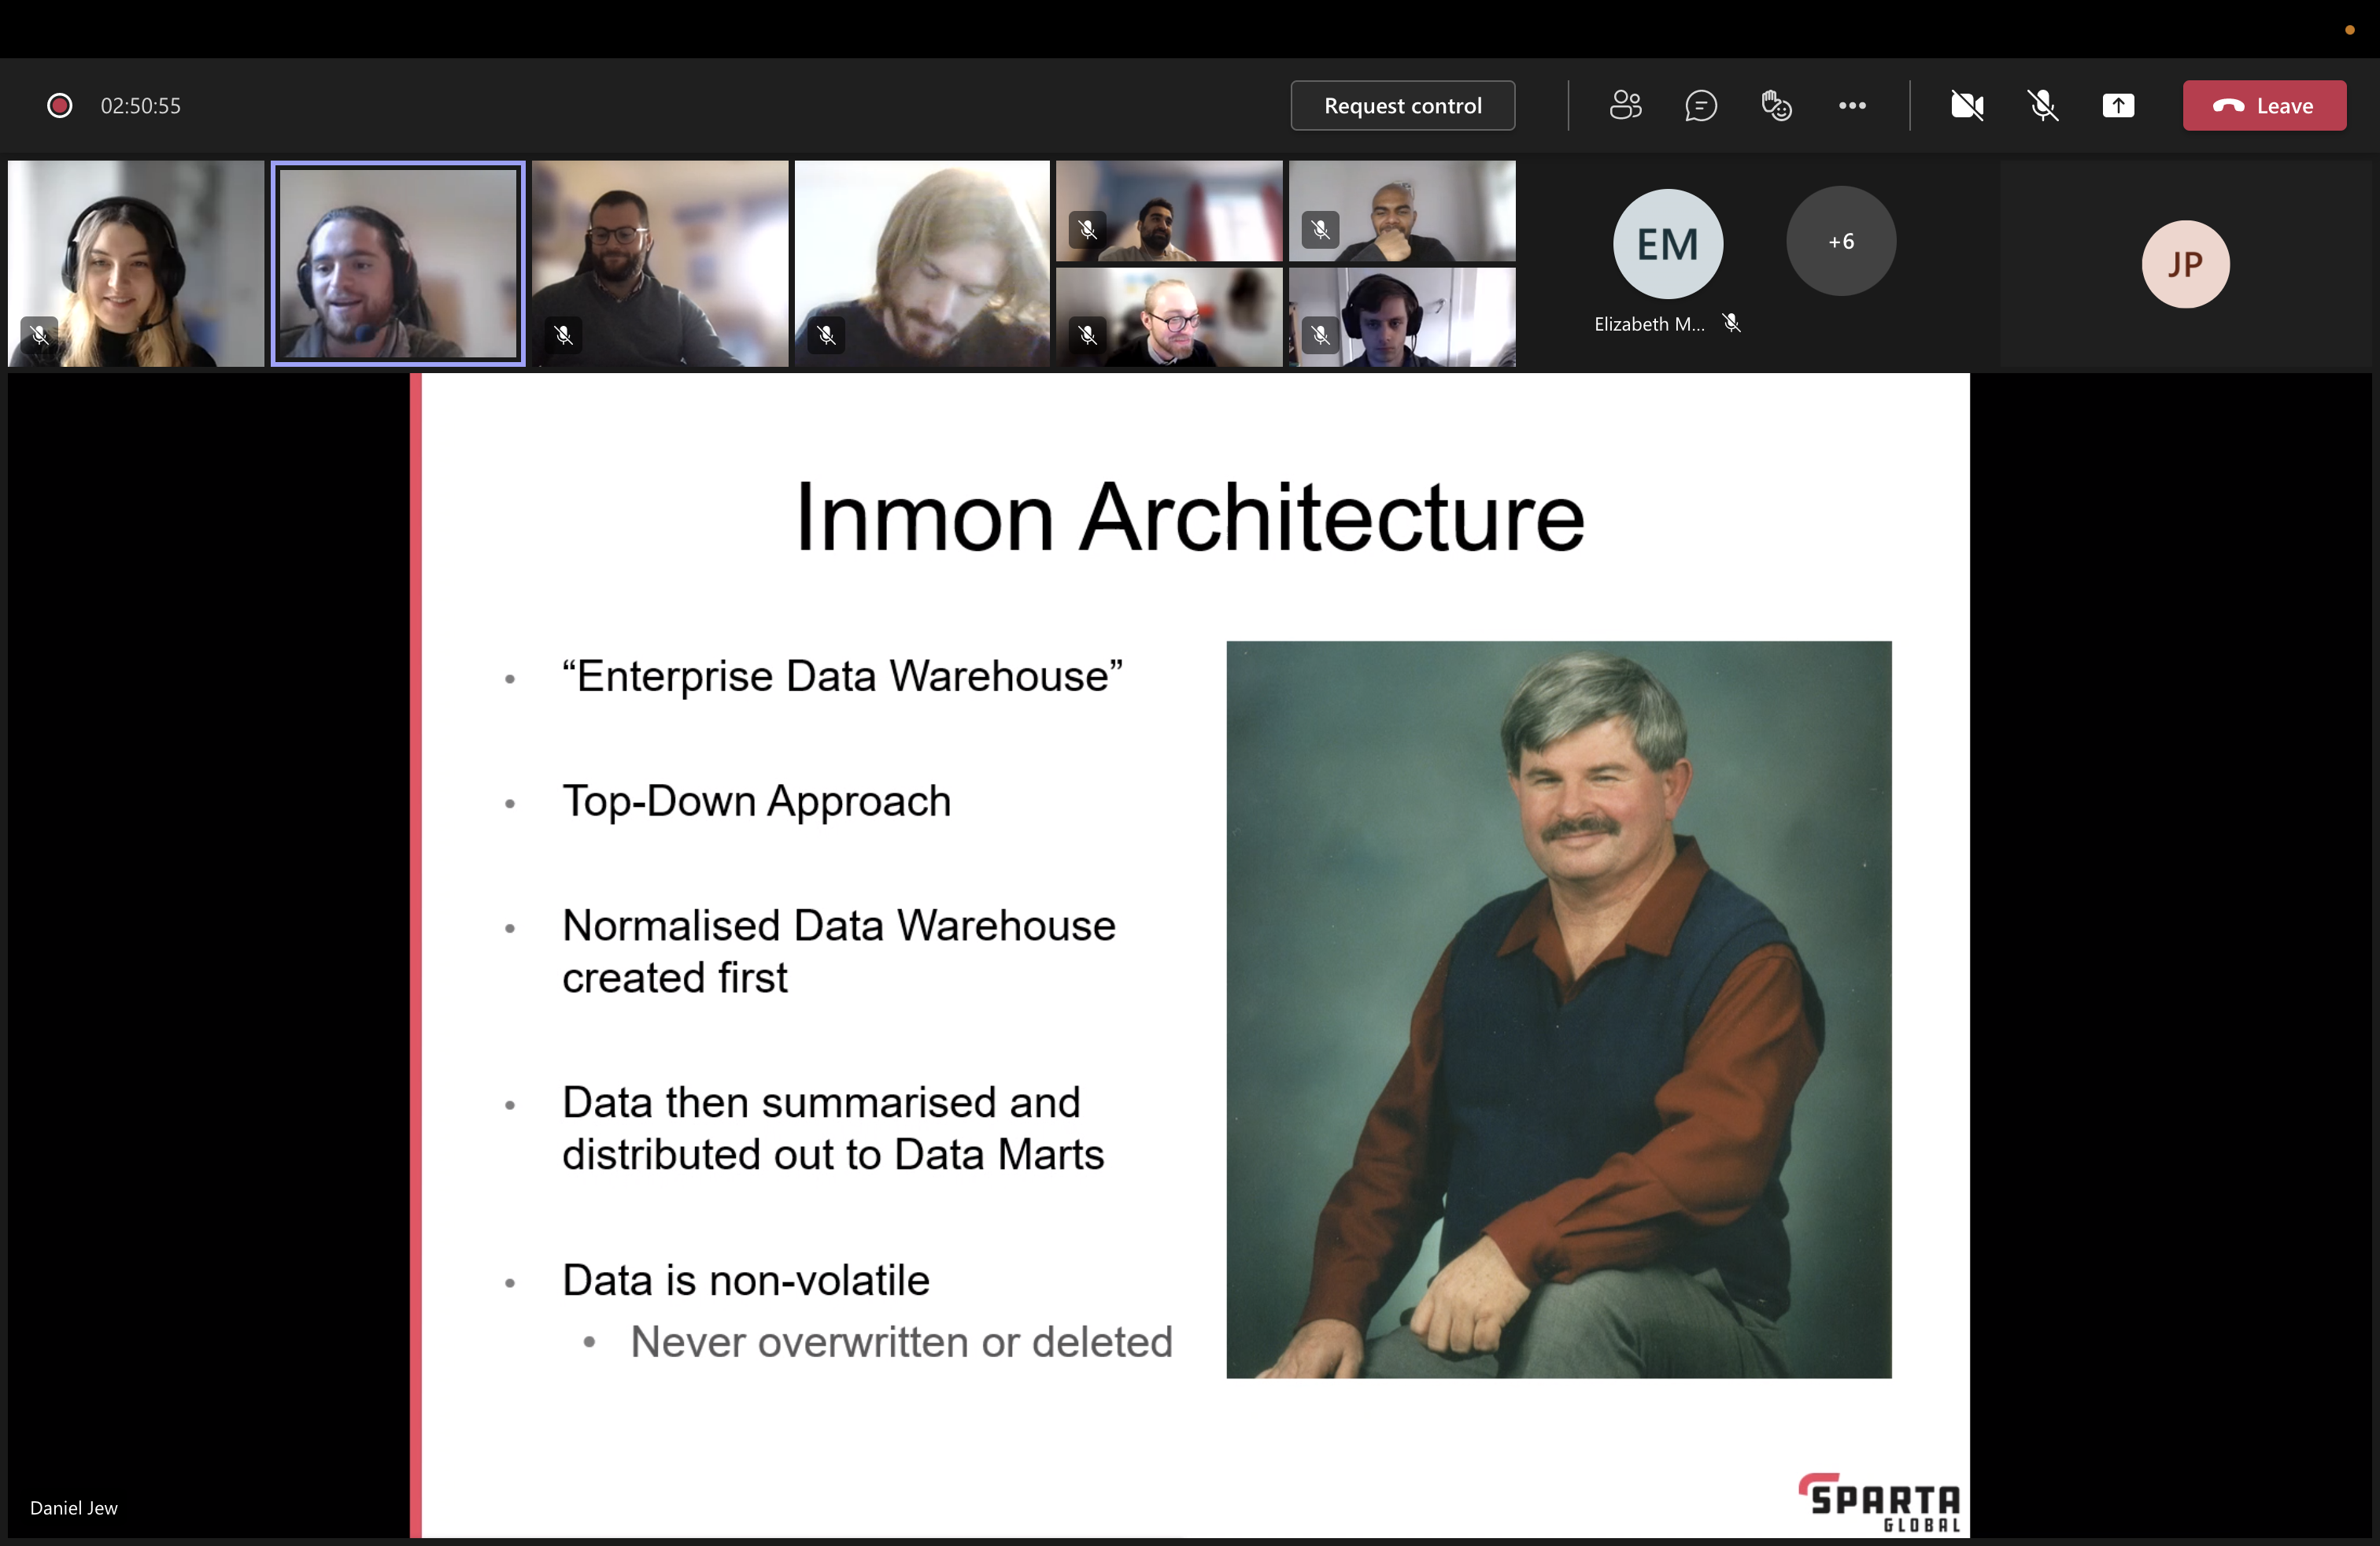 02:50:55
Request control
Leave
EM
+6
JP
Elizabeth M...
Inmon Architecture
“Enterprise Data Warehouse”
Top-Down Approach
Normalised Data Warehouse
created first
Data then summarised and
distributed out to Data Marts
Data is non-volatile
Never overwritten or deleted
Daniel Jew
SPARTA
GLOBAL